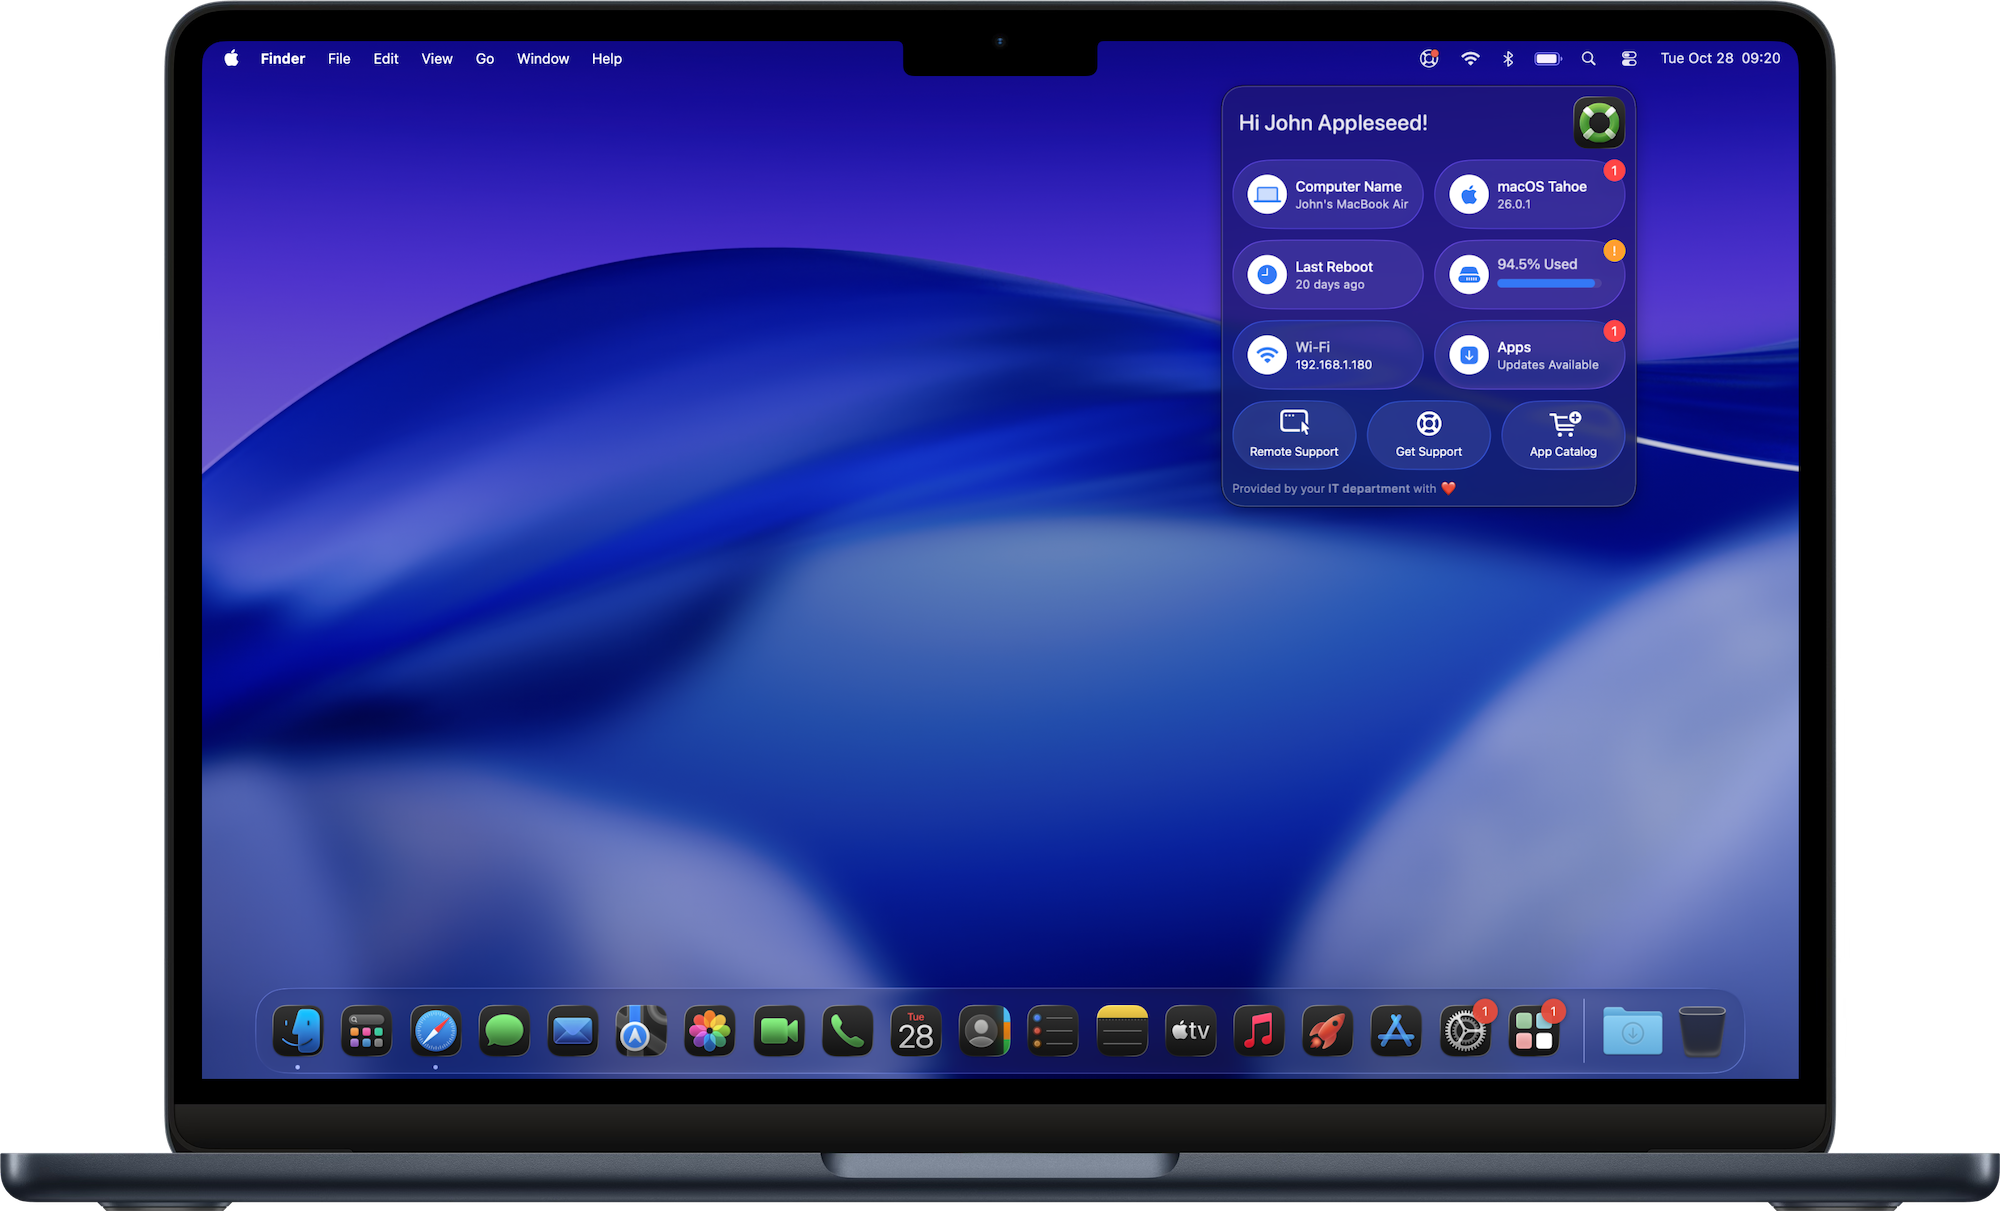 Finder File Edit View Go Window Help
Tue Oct 28 09:20
Hi John Appleseed!
Computer Name
John's MacBook Air
macOS Tahoe
26.0.1
1
Last Reboot
20 days ago
94.5% Used
!
Wi-Fi
192.168.1.180
Apps
Updates Available
1
Remote Support
Get Support
App Catalog
Provided by your IT department with ❤️
Tue
28
tv
1
1